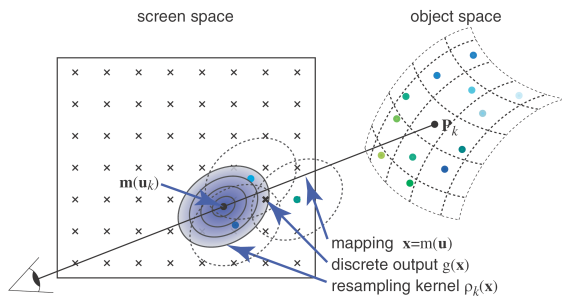 screen space
object space
P_k
m(u_k)
mapping x=m(u)
discrete output g(x)
resampling kernel ρ_k(x)